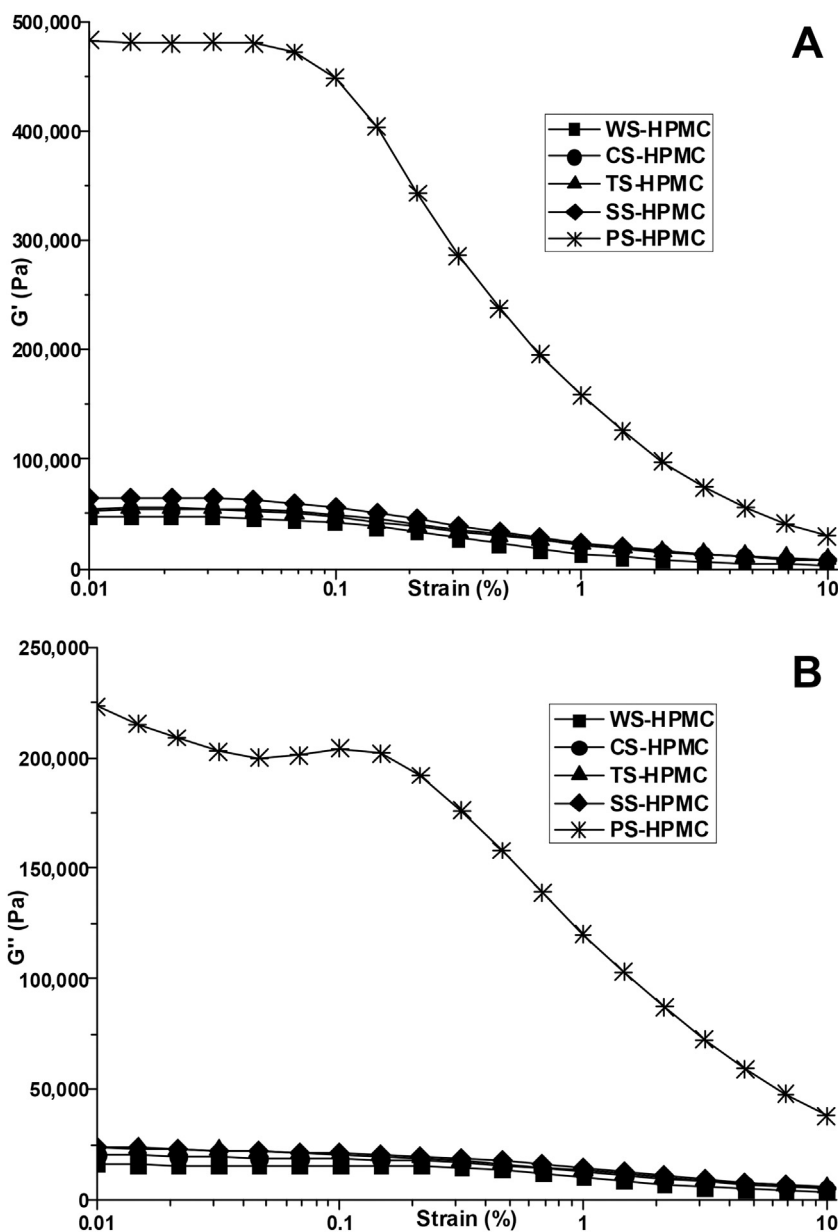 A
500,000
400,000
300,000
200,000
100,000
0
G' (Pa)
WS-HPMC
CS-HPMC
TS-HPMC
SS-HPMC
PS-HPMC
0.01 0.1 1 10
Strain (%)
B
250,000
200,000
150,000
100,000
50,000
0
G'' (Pa)
WS-HPMC
CS-HPMC
TS-HPMC
SS-HPMC
PS-HPMC
0.01 0.1 1 10
Strain (%)